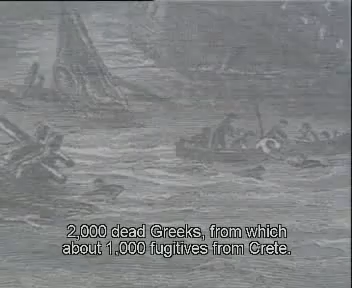 2,000 dead Greeks, from which
about 1,000 fugitives from Crete.